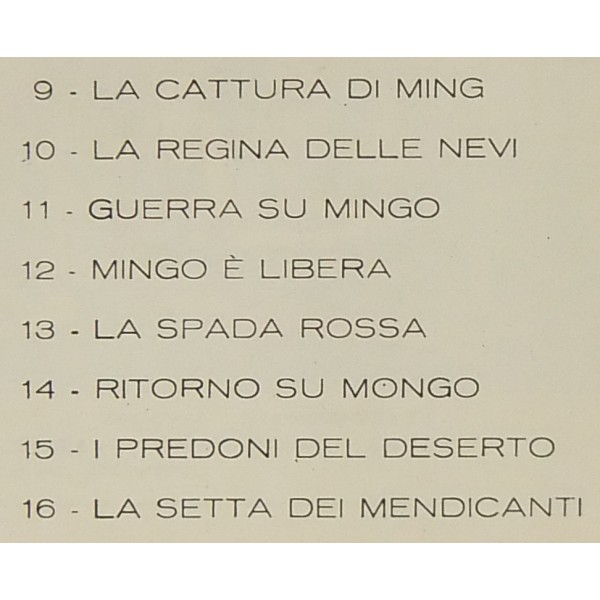 9 - LA CATTURA DI MING
10 - LA REGINA DELLE NEVI
11 - GUERRA SU MINGO
12 - MINGO È LIBERA
13 - LA SPADA ROSSA
14 - RITORNO SU MONGO
15 - I PREDONI DEL DESERTO
16 - LA SETTA DEI MENDICANTI